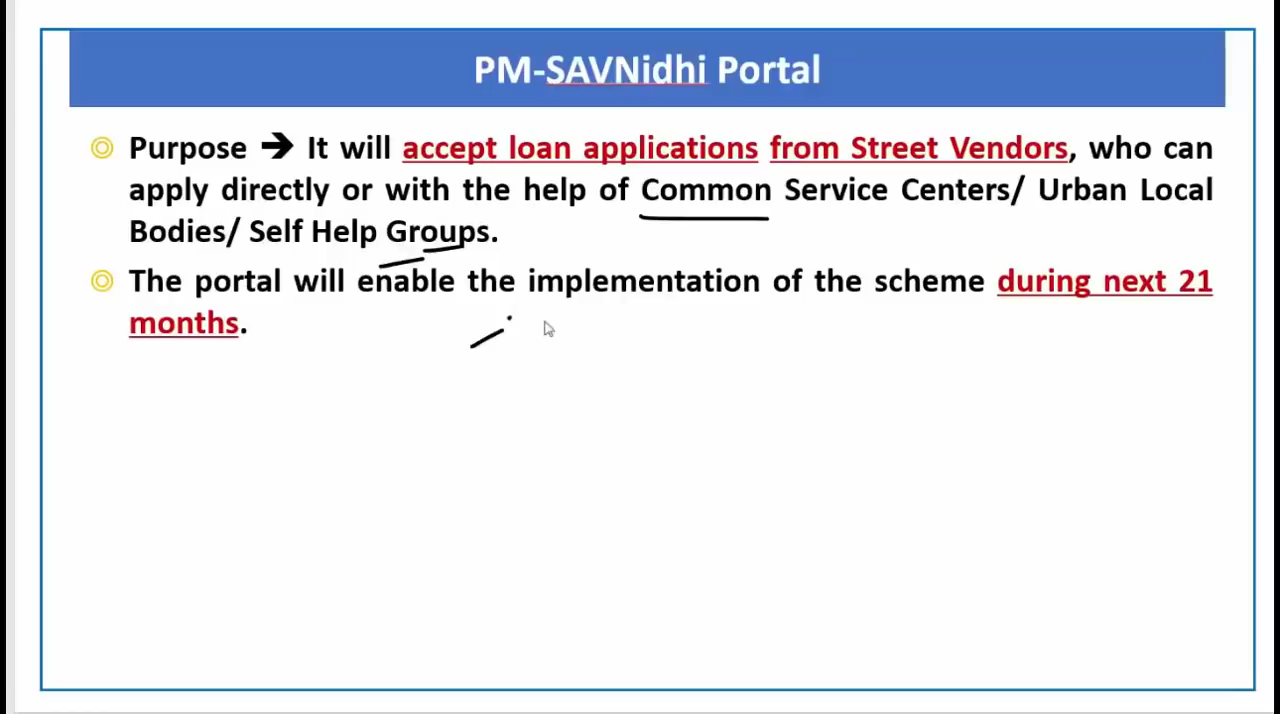 PM-SAVNidhi Portal
Purpose ➔ It will accept loan applications from Street Vendors, who can
apply directly or with the help of Common Service Centers/ Urban Local
Bodies/ Self Help Groups.
The portal will enable the implementation of the scheme during next 21
months.